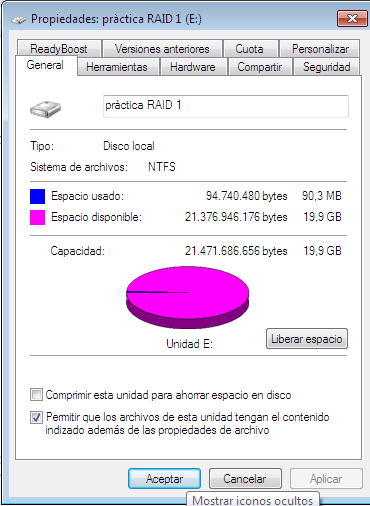 Propiedades: pràctica RAID 1 (E:)
ReadyBoost Versiones anteriores Cuota Personalizar
General Herramientas Hardware Compartir Seguridad
pràctica RAID 1
Tipo: Disco local
Sistema de archivos: NTFS
Espacio usado: 94.740.480 bytes 90,3 MB
Espacio disponible: 21.376.946.176 bytes 19,9 GB
Capacidad: 21.471.686.656 bytes 19,9 GB
Unidad E:
Liberar espacio
Comprimir esta unidad para ahorrar espacio en disco
Permitir que los archivos de esta unidad tengan el contenido
indizado además de las propiedades de archivo
Aceptar Cancelar Aplicar
Mostrar iconos ocultos